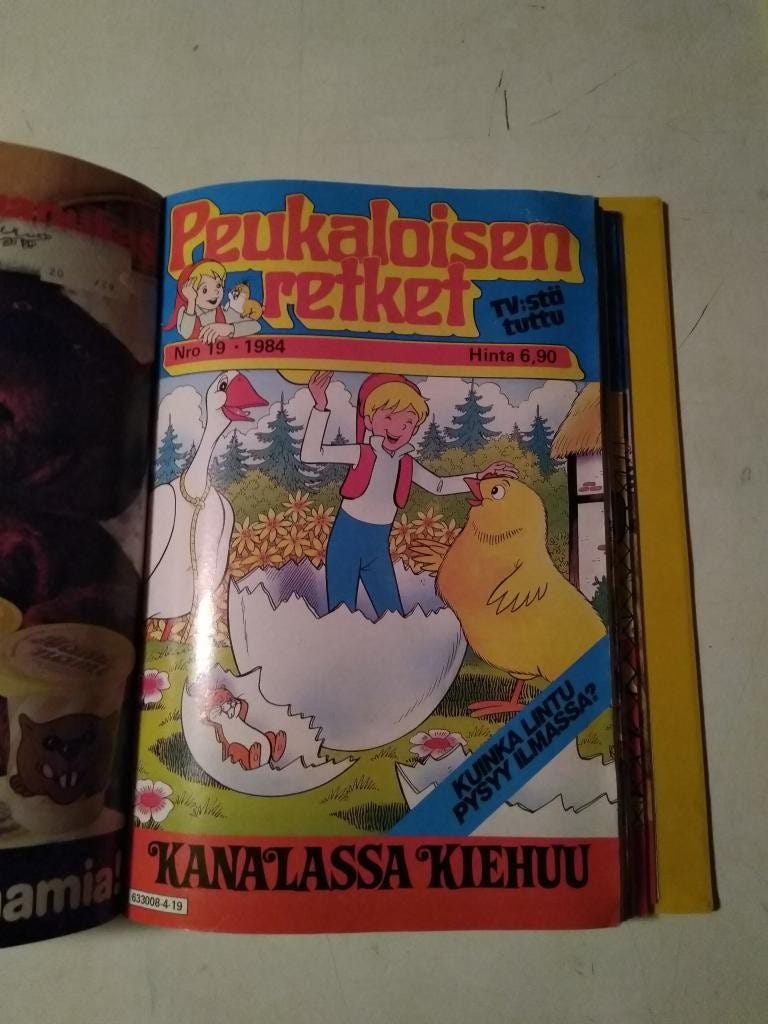 Peukaloisen
retket
TV:stä
tuttu
Nro 19 • 1984
Hinta 6,90
KUINKA LINTU
PYSYY ILMASSA?
KANALASSA KIEHUU
633008-4-19
amia!